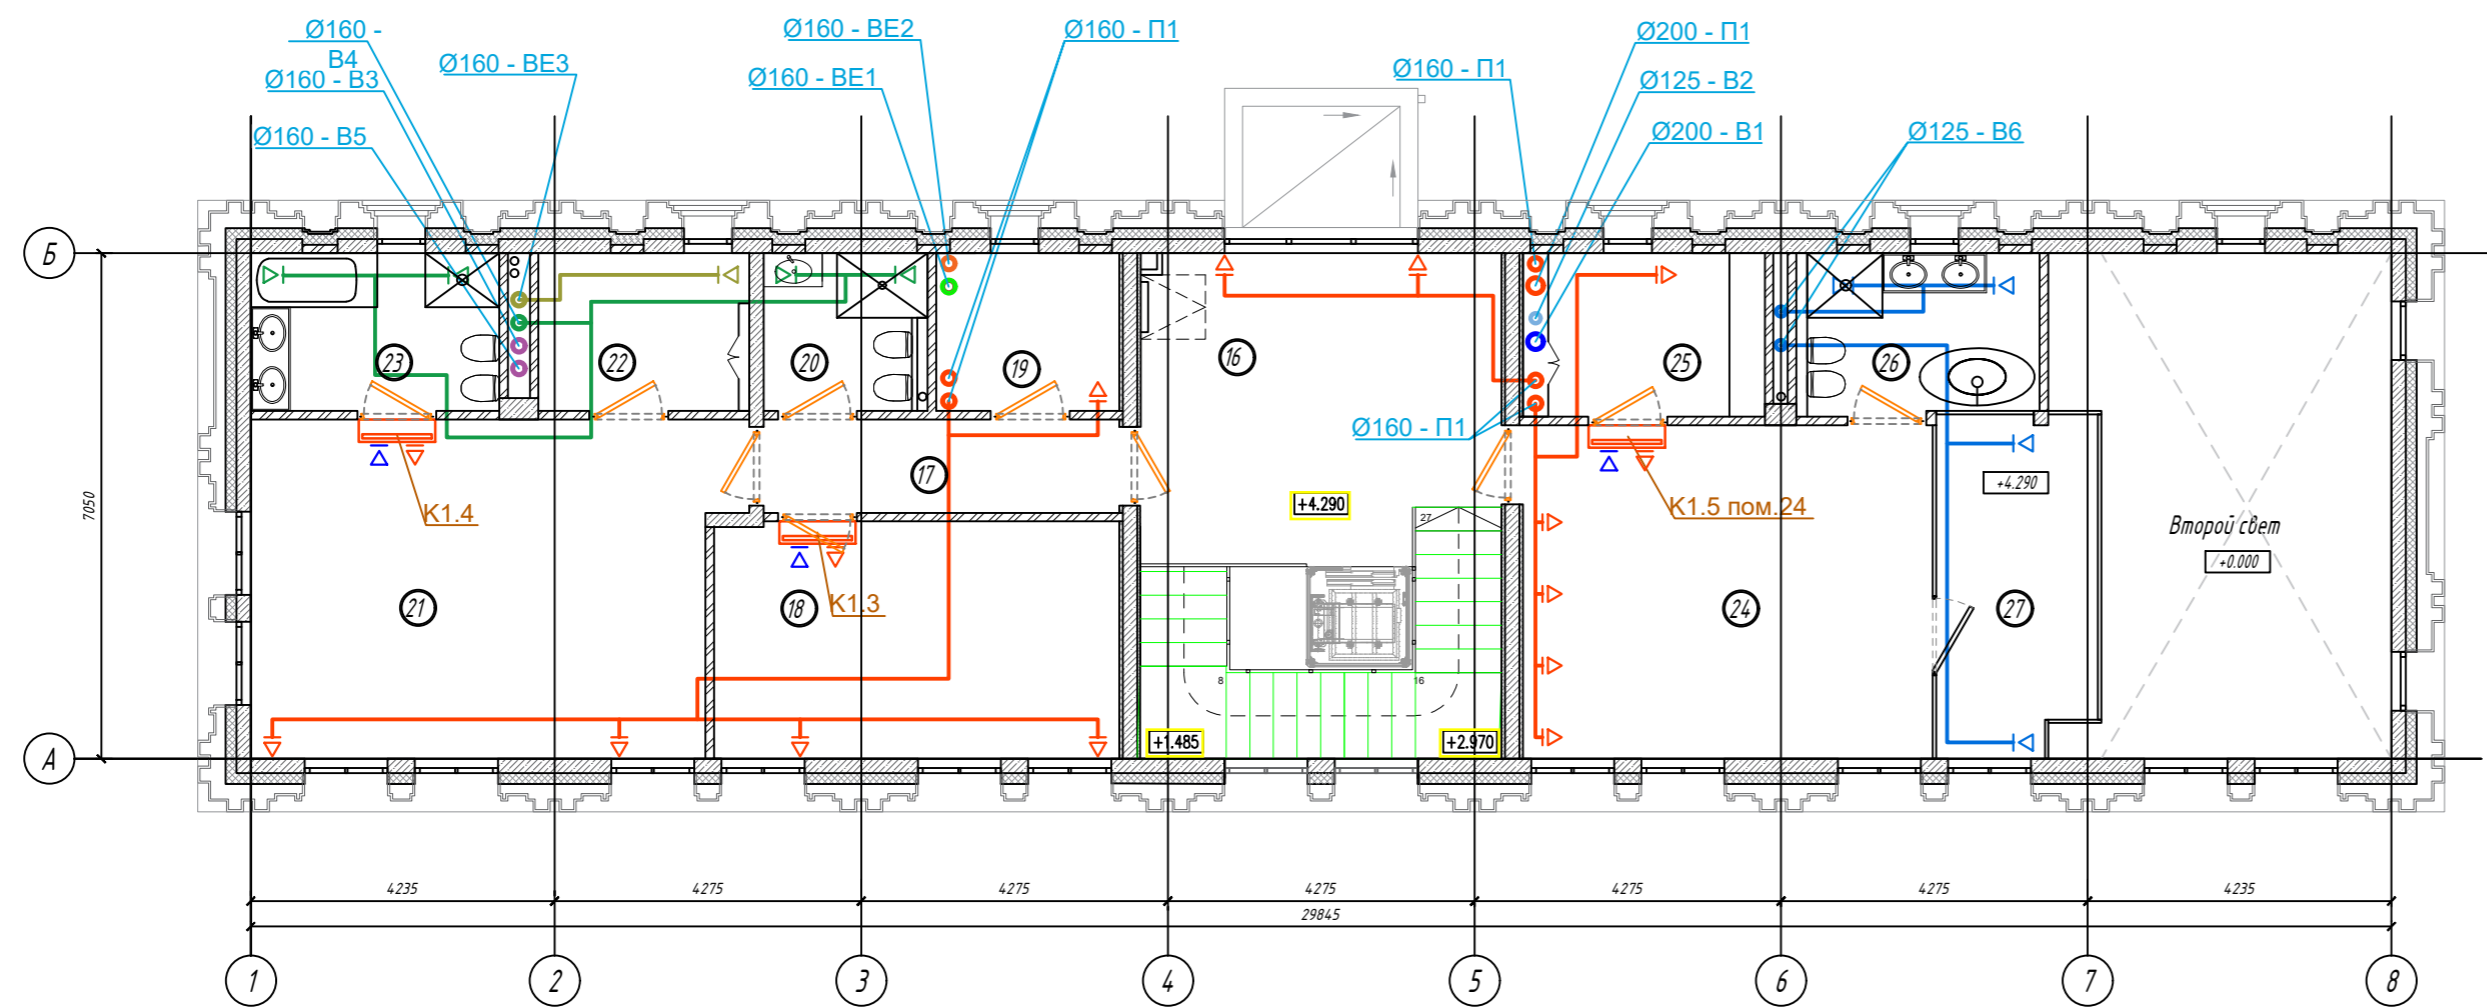 Ø160 -
В4
Ø160 - ВЕ2
Ø160 - П1
Ø200 - П1
Ø160 - В3
Ø160 - ВЕ3
Ø160 - ВЕ1
Ø160 - П1
Ø125 - В2
Ø160 - В5
Ø200 - В1
Ø125 - В6
Б
23
22
20
19
16
25
26
Ø160 - П1
17
7050
К1.4
+4.290
27
К1.5 пом.24
+4.290
Второй свет
+0.000
21
18
К1.3
24
27
8
16
+1.485
+2.970
А
4235
4275
4275
4275
4275
4275
4235
29845
1
2
3
4
5
6
7
8